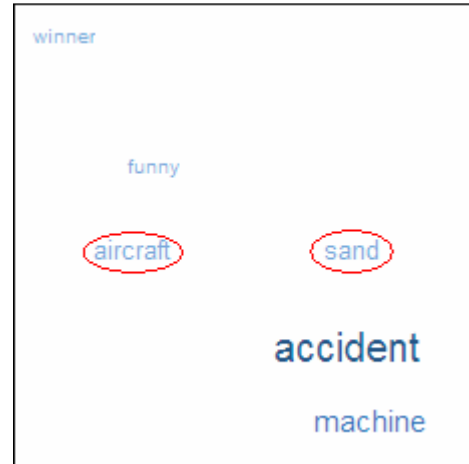 winner
funny
aircraft sand
accident
machine